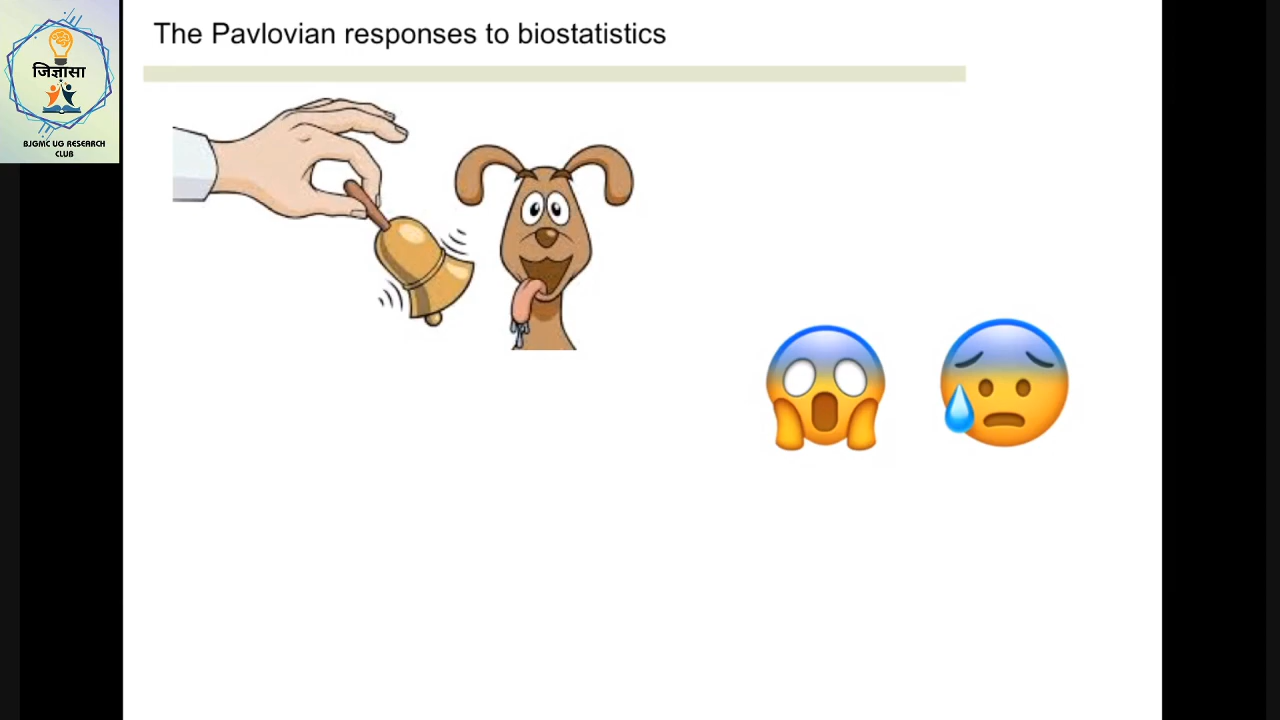 The Pavlovian responses to biostatistics
जिज्ञासा
BJGMC UG RESEARCH
CLUB